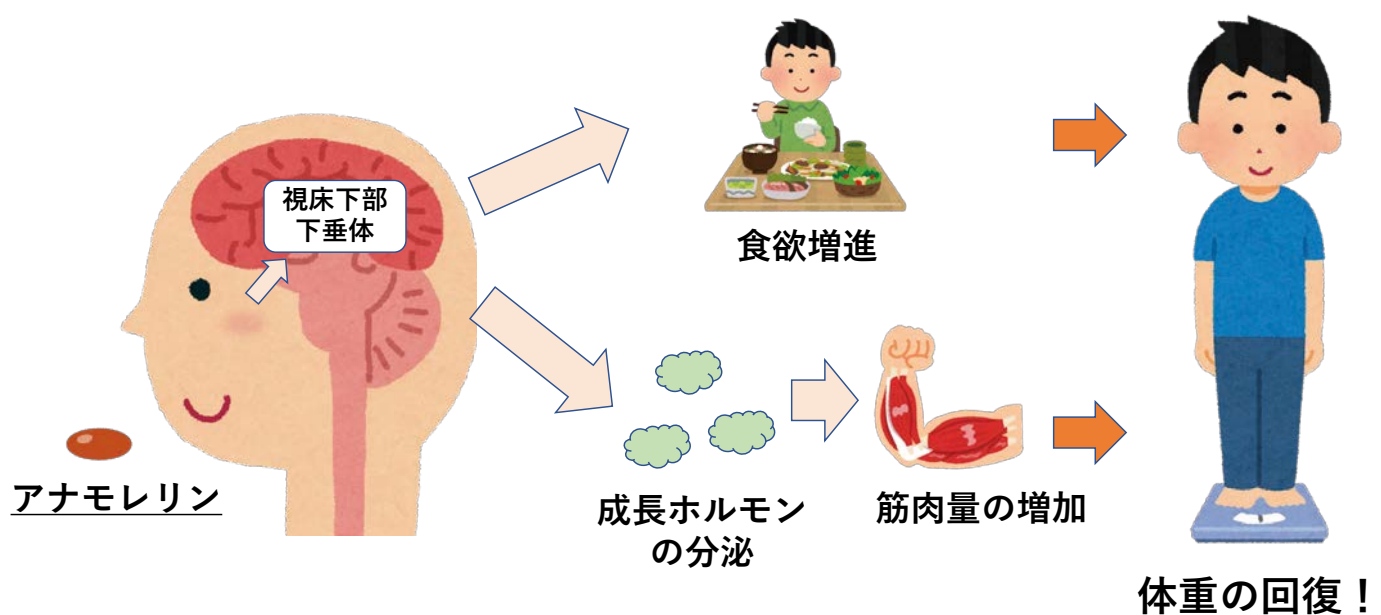 視床下部
下垂体
食欲増進
アナモレリン
成長ホルモン
の分泌
筋肉量の増加
体重の回復！